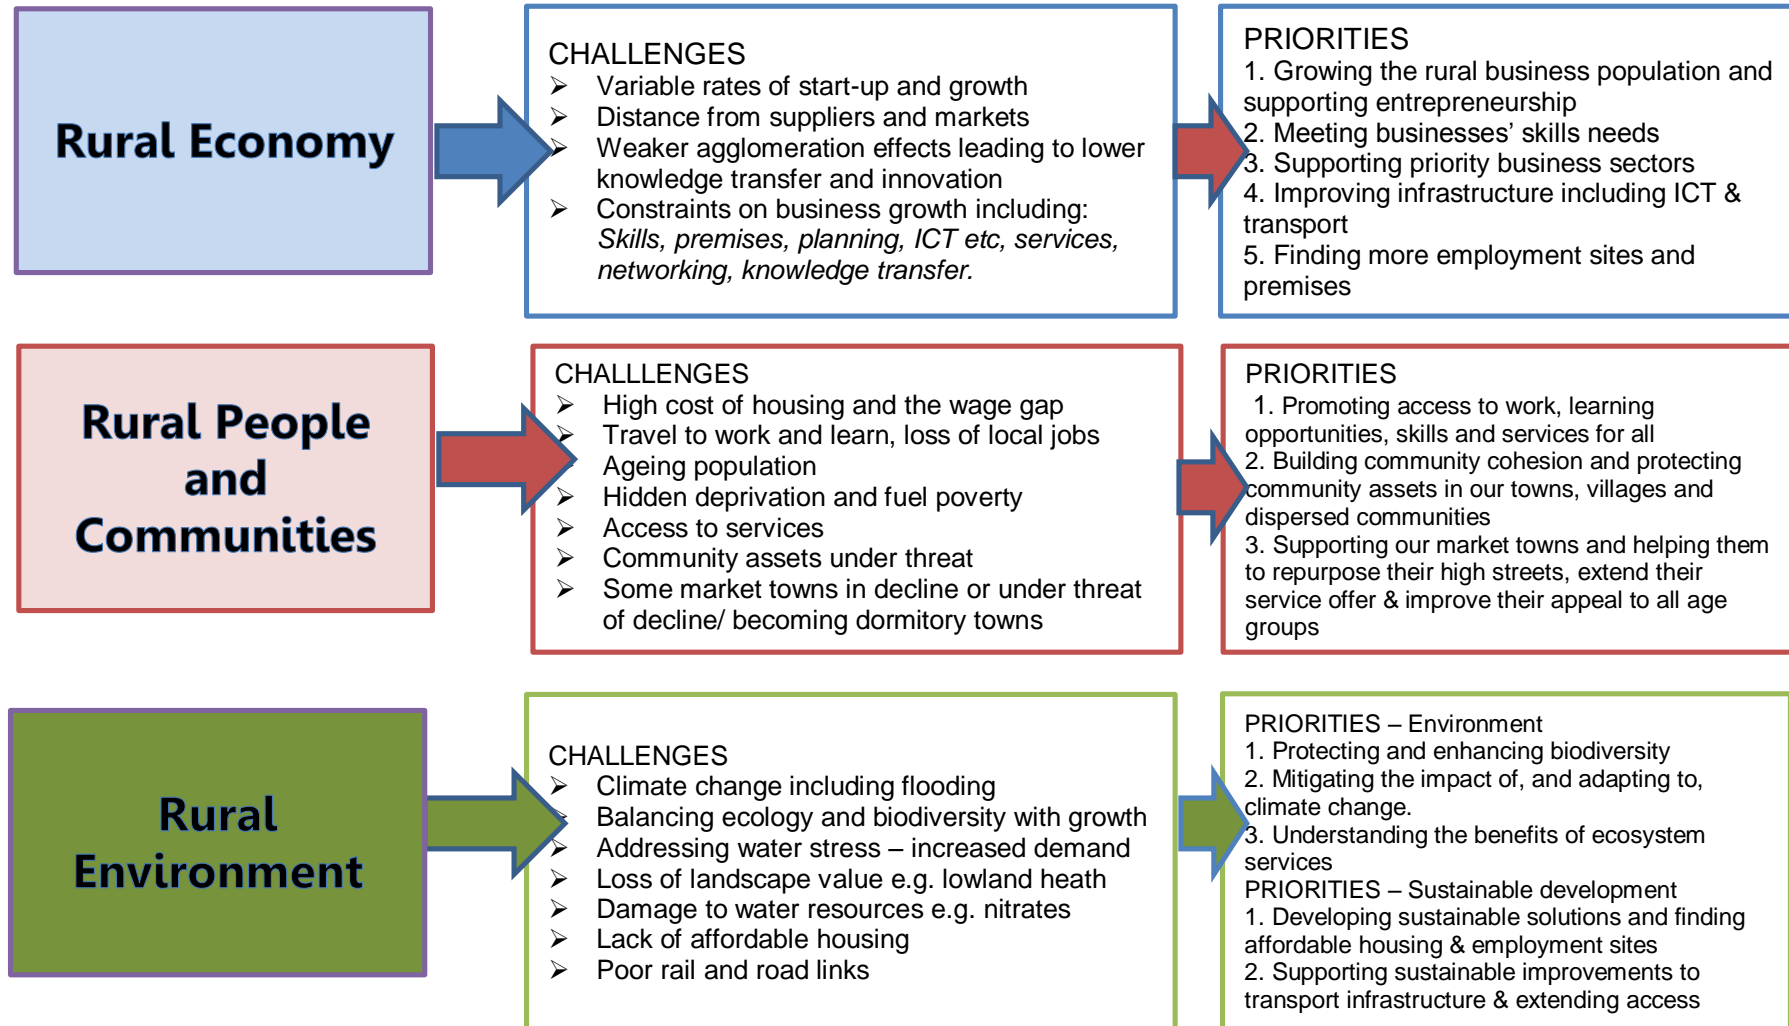 Rural Economy
CHALLENGES
➢ Variable rates of start-up and growth
➢ Distance from suppliers and markets
➢ Weaker agglomeration effects leading to lower
knowledge transfer and innovation
➢ Constraints on business growth including:
Skills, premises, planning, ICT etc, services,
networking, knowledge transfer.
PRIORITIES
1. Growing the rural business population and
supporting entrepreneurship
2. Meeting businesses’ skills needs
3. Supporting priority business sectors
4. Improving infrastructure including ICT &
transport
5. Finding more employment sites and
premises
Rural People
and
Communities
CHALLLENGES
➢ High cost of housing and the wage gap
➢ Travel to work and learn, loss of local jobs
Ageing population
➢ Hidden deprivation and fuel poverty
➢ Access to services
➢ Community assets under threat
➢ Some market towns in decline or under threat
of decline/ becoming dormitory towns
PRIORITIES
1. Promoting access to work, learning
opportunities, skills and services for all
2. Building community cohesion and protecting
community assets in our towns, villages and
dispersed communities
3. Supporting our market towns and helping them
to repurpose their high streets, extend their
service offer & improve their appeal to all age
groups
Rural
Environment
CHALLENGES
➢ Climate change including flooding
➢ Balancing ecology and biodiversity with growth
➢ Addressing water stress – increased demand
➢ Loss of landscape value e.g. lowland heath
➢ Damage to water resources e.g. nitrates
➢ Lack of affordable housing
➢ Poor rail and road links
PRIORITIES – Environment
1. Protecting and enhancing biodiversity
2. Mitigating the impact of, and adapting to,
climate change.
3. Understanding the benefits of ecosystem
services
PRIORITIES – Sustainable development
1. Developing sustainable solutions and finding
affordable housing & employment sites
2. Supporting sustainable improvements to
transport infrastructure & extending access